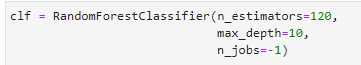 clf = RandomForestClassifier(n_estimators=120,
                             max_depth=10,
                             n_jobs=-1)